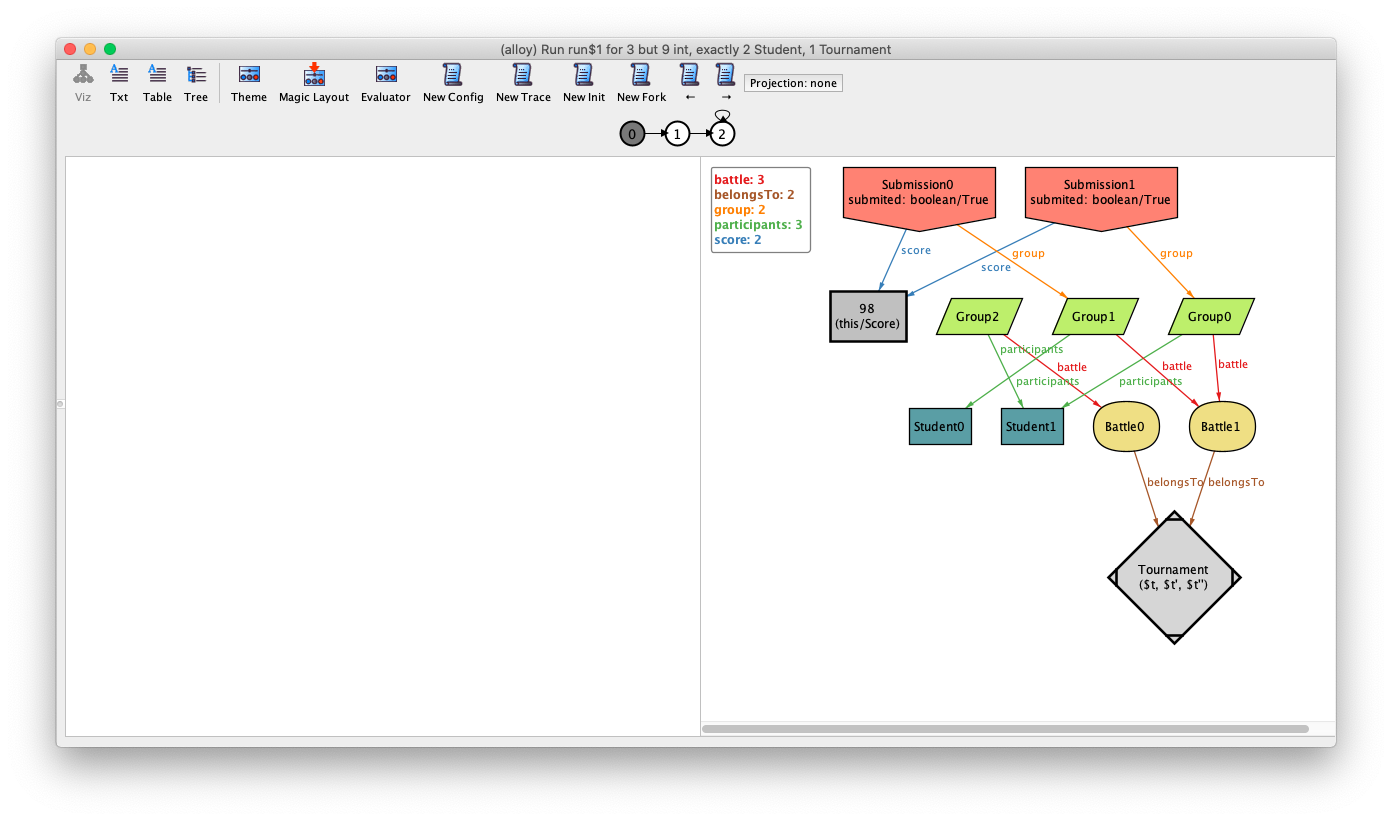 (alloy) Run run$1 for 3 but 9 int, exactly 2 Student, 1 Tournament
Viz
Txt
Table
Tree
Theme
Magic Layout
Evaluator
New Config
New Trace
New Init
New Fork
←
→
Projection: none
0
1
2
battle: 3
belongsTo: 2
group: 2
participants: 3
score: 2
Submission0
submited: boolean/True
Submission1
submited: boolean/True
score
group
group
score
98
(this/Score)
Group2
Group1
Group0
participants
battle
battle
battle
participants
participants
Student0
Student1
Battle0
Battle1
belongsTo
belongsTo
Tournament
($t, $t', $t'')